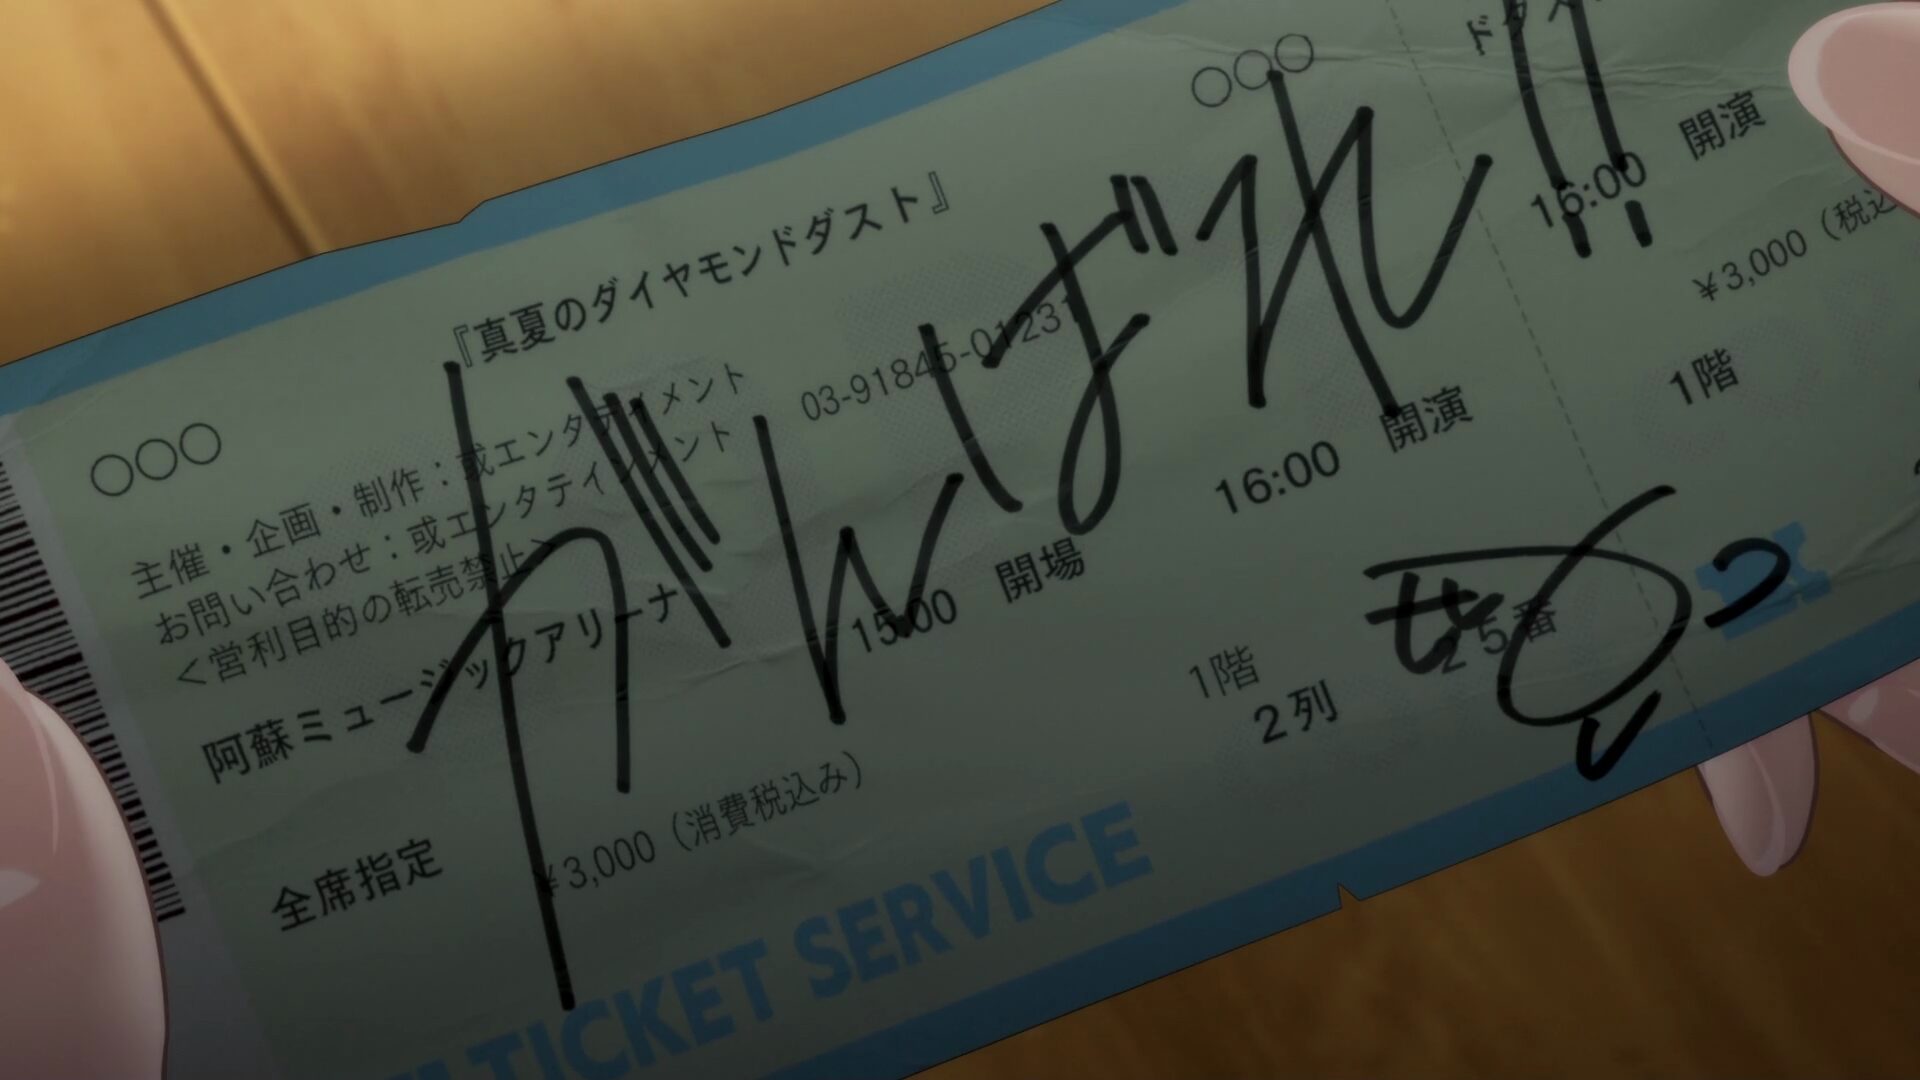 ○○○
『真夏のダイヤモンドダスト』
○○○
主催・企画・制作：或エンタテイメント
お問い合わせ：或エンタテインメント
03-91845-01231
＜営利目的の転売禁止＞
阿蘇ミュージックアリーナ
15:00 開場
16:00 開演
全席指定
￥3,000（消費税込み）
1階
2列
25番
TICKET SERVICE
がんばれ!!
ドダス
16:00 開演
￥3,000（税込
1階